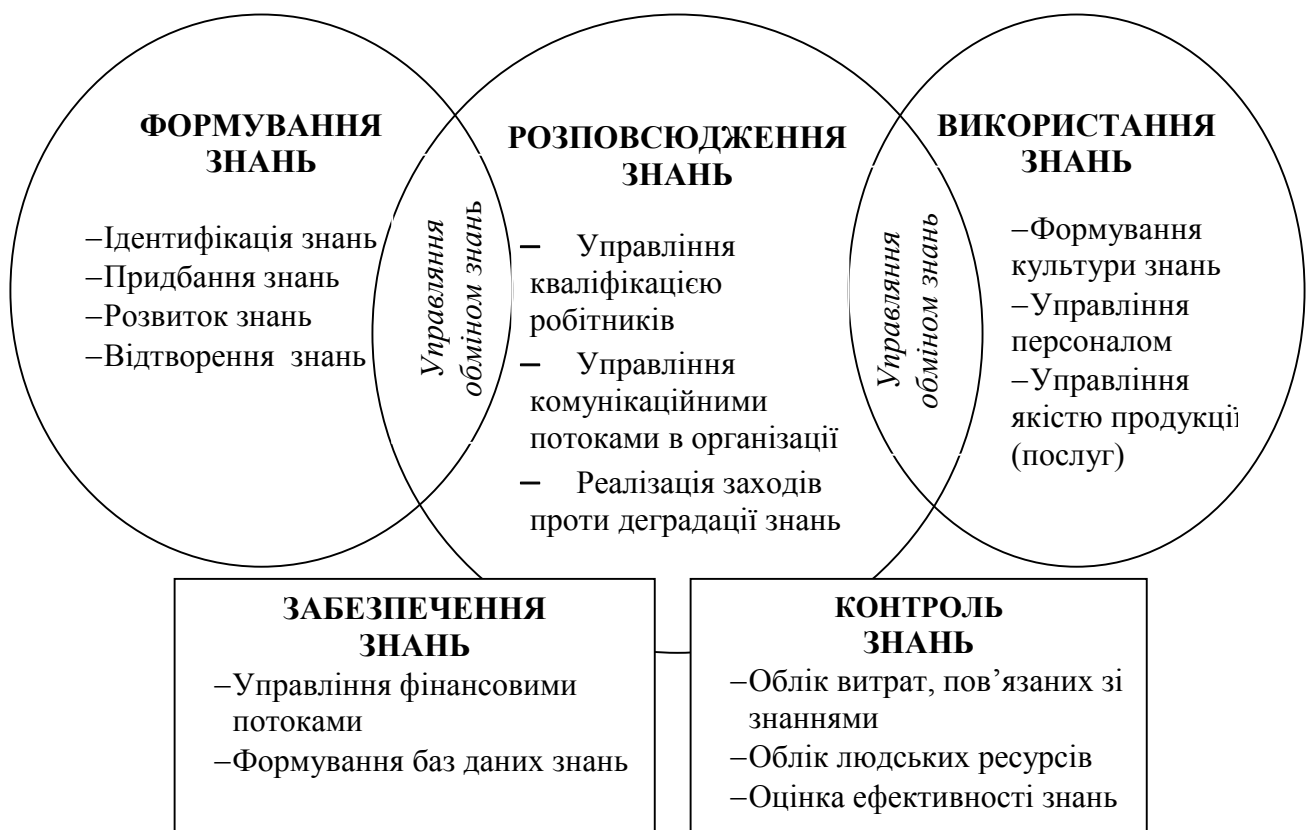 ФОРМУВАННЯ
ЗНАНЬ
−Ідентифікація знань
−Придбання знань
−Розвиток знань
−Відтворення знань
Управляння
обміном знань
РОЗПОВСЮДЖЕННЯ
ЗНАНЬ
− Управління
кваліфікацією
робітників
− Управління
комунікаційними
потоками в організації
− Реалізація заходів
проти деградації знань
Управляння
обміном знань
ВИКОРИСТАННЯ
ЗНАНЬ
−Формування
культури знань
−Управління
персоналом
−Управління
якістю продукції
(послуг)
ЗАБЕЗПЕЧЕННЯ
ЗНАНЬ
−Управління фінансовими
потоками
−Формування баз даних знань
КОНТРОЛЬ
ЗНАНЬ
−Облік витрат, пов’язаних зі
знаннями
−Облік людських ресурсів
−Оцінка ефективності знань